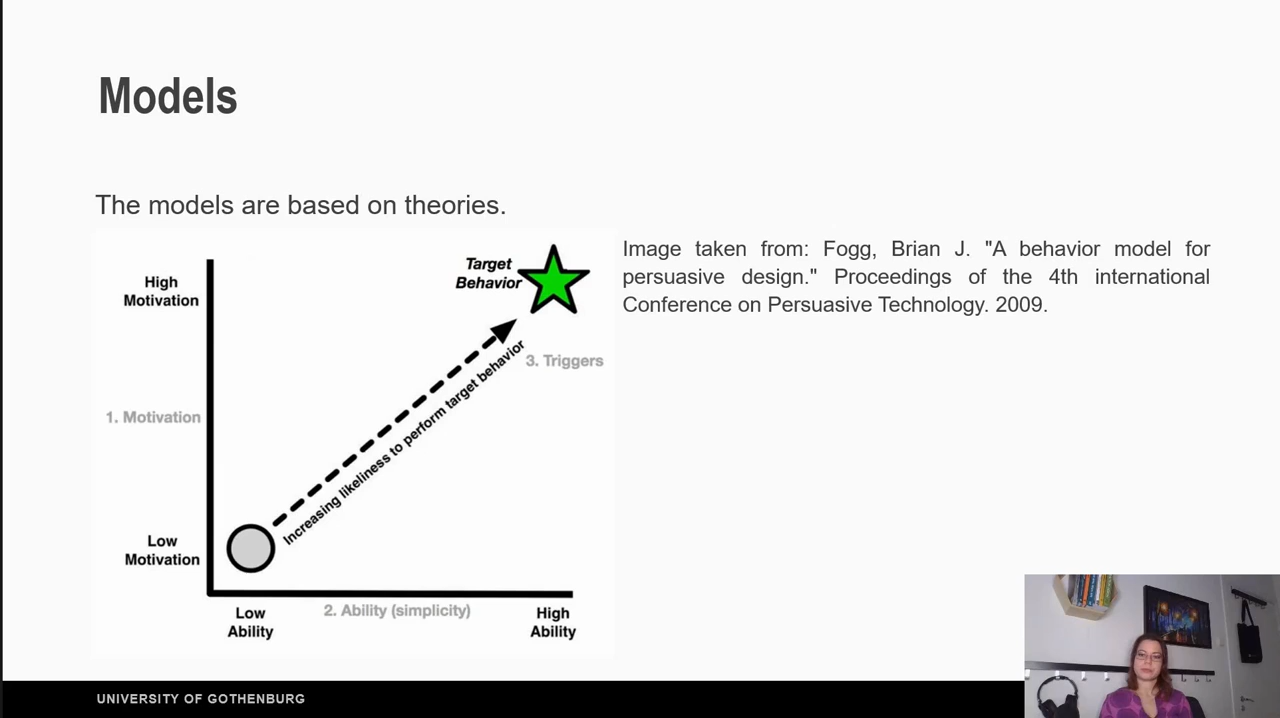 Models
The models are based on theories.
Image taken from: Fogg, Brian J. "A behavior model for
persuasive design." Proceedings of the 4th international
Conference on Persuasive Technology. 2009.
High
Motivation
Target
Behavior
3. Triggers
1. Motivation
Increasing likeliness to perform target behavior
Low
Motivation
Low
Ability
2. Ability (simplicity)
High
Ability
UNIVERSITY OF GOTHENBURG